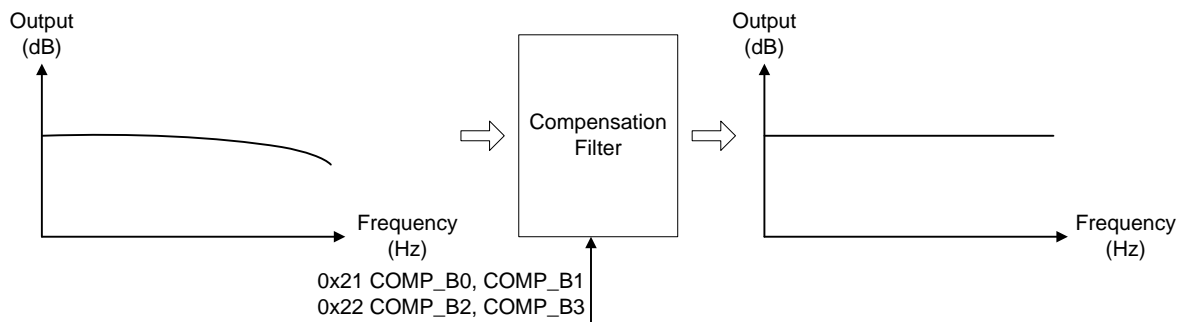 Output
(dB)
Frequency
(Hz)
Compensation
Filter
0x21 COMP_B0, COMP_B1
0x22 COMP_B2, COMP_B3
Output
(dB)
Frequency
(Hz)